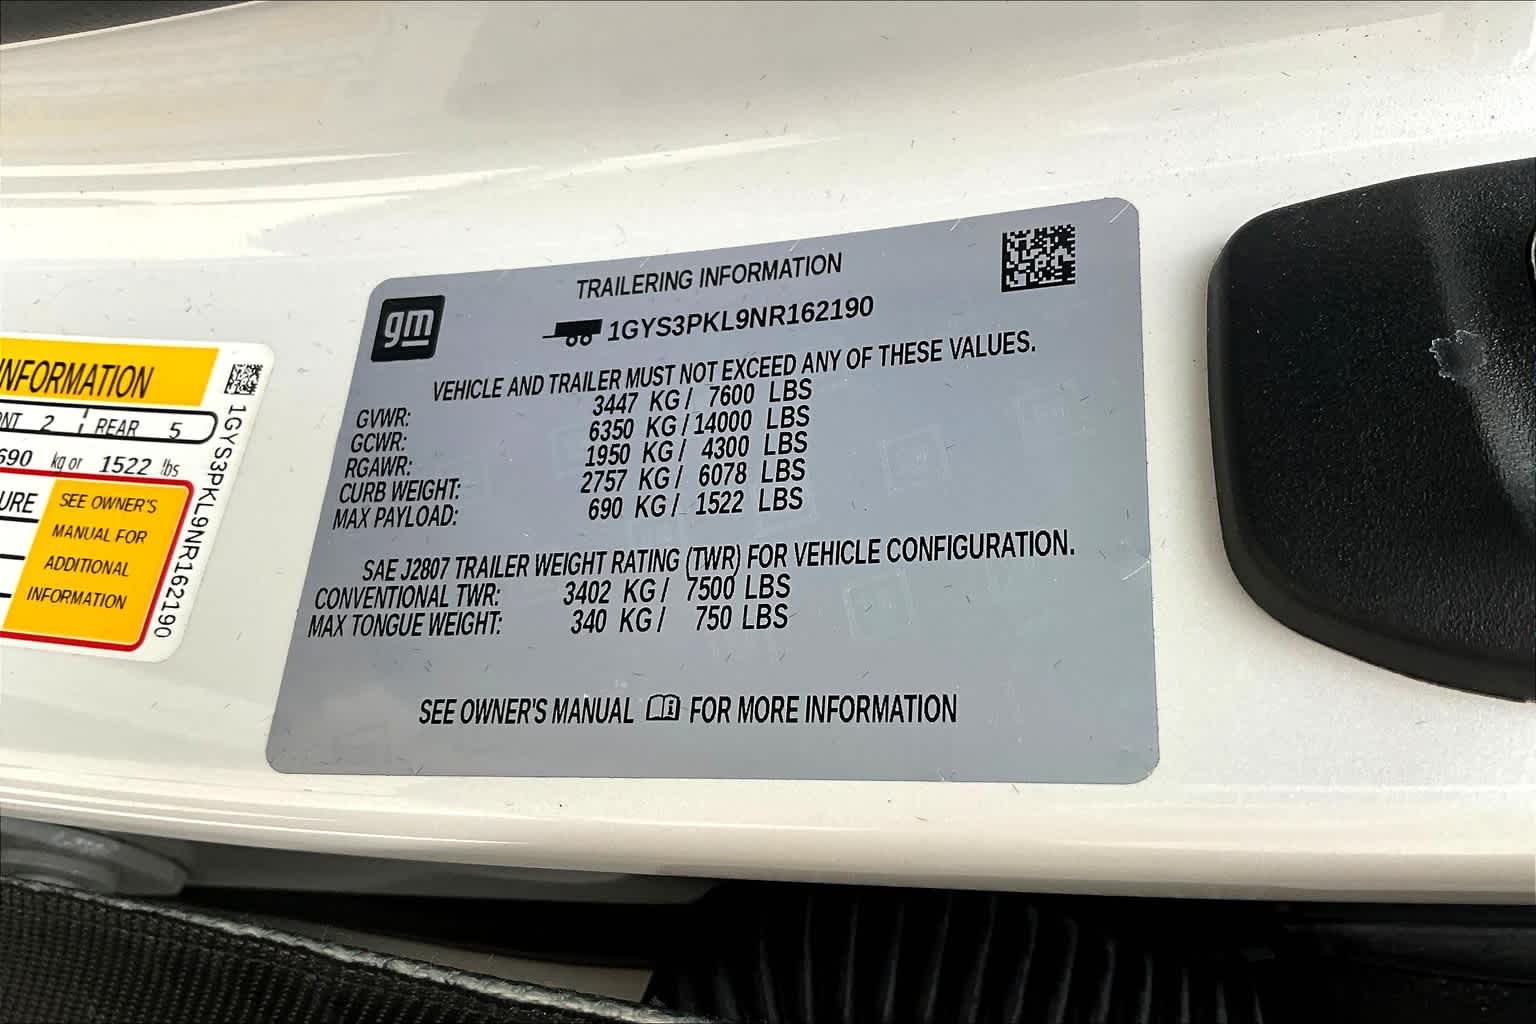 INFORMATION
2 REAR 5
690 kg or 1522 lbs
SEE OWNER'S
MANUAL FOR
ADDITIONAL
INFORMATION
1GYS3PKL9NR162190
gm
TRAILERING INFORMATION
1GYS3PKL9NR162190
VEHICLE AND TRAILER MUST NOT EXCEED ANY OF THESE VALUES.
GVWR: 3447 KG / 7600 LBS
GCWR: 6350 KG / 14000 LBS
RGAWR: 1950 KG / 4300 LBS
CURB WEIGHT: 2757 KG / 6078 LBS
MAX PAYLOAD: 690 KG / 1522 LBS
SAE J2807 TRAILER WEIGHT RATING (TWR) FOR VEHICLE CONFIGURATION.
CONVENTIONAL TWR: 3402 KG / 7500 LBS
MAX TONGUE WEIGHT: 340 KG / 750 LBS
SEE OWNER'S MANUAL FOR MORE INFORMATION